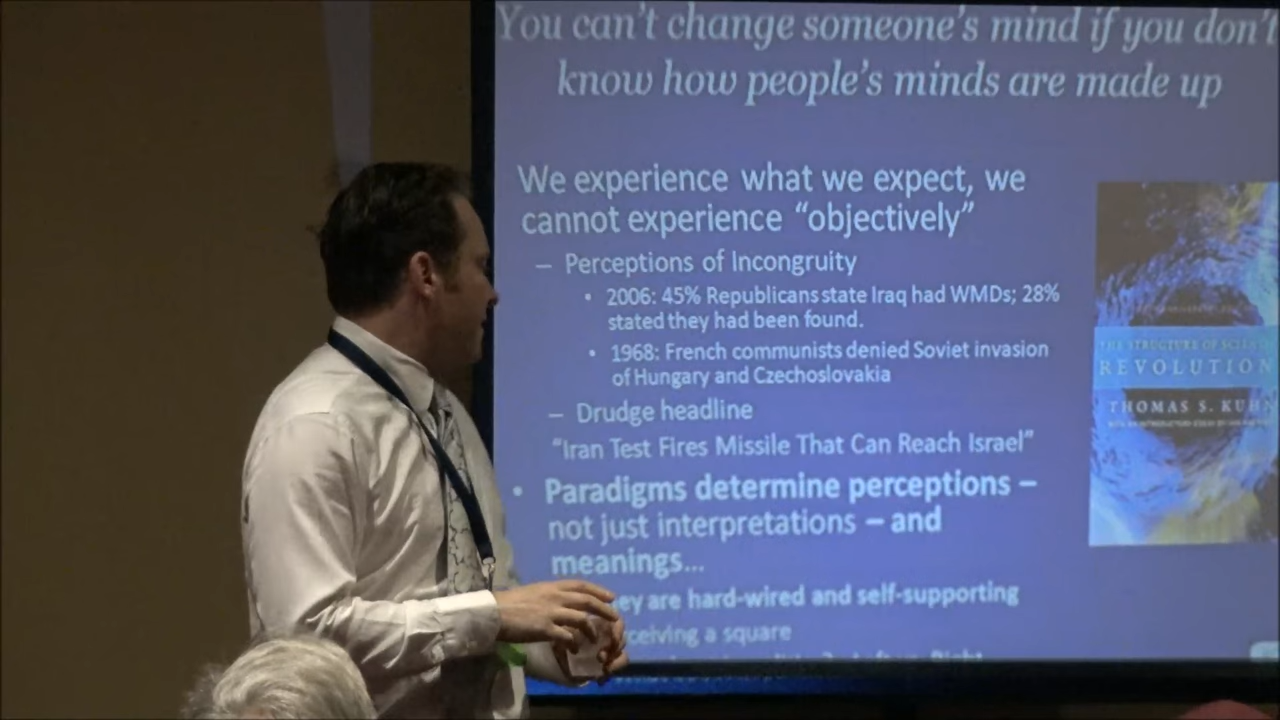 You can't change someone's mind if you don't
know how people's minds are made up
We experience what we expect, we
cannot experience “objectively”
– Perceptions of Incongruity
• 2006: 45% Republicans state Iraq had WMDs; 28%
stated they had been found.
• 1968: French communists denied Soviet invasion
of Hungary and Czechoslovakia
– Drudge headline
“Iran Test Fires Missile That Can Reach Israel”
• Paradigms determine perceptions –
not just interpretations – and
meanings...
ey are hard-wired and self-supporting
ceiving a square
THE STRUCTURE OF
REVOLUTION
THOMAS S. KUHN